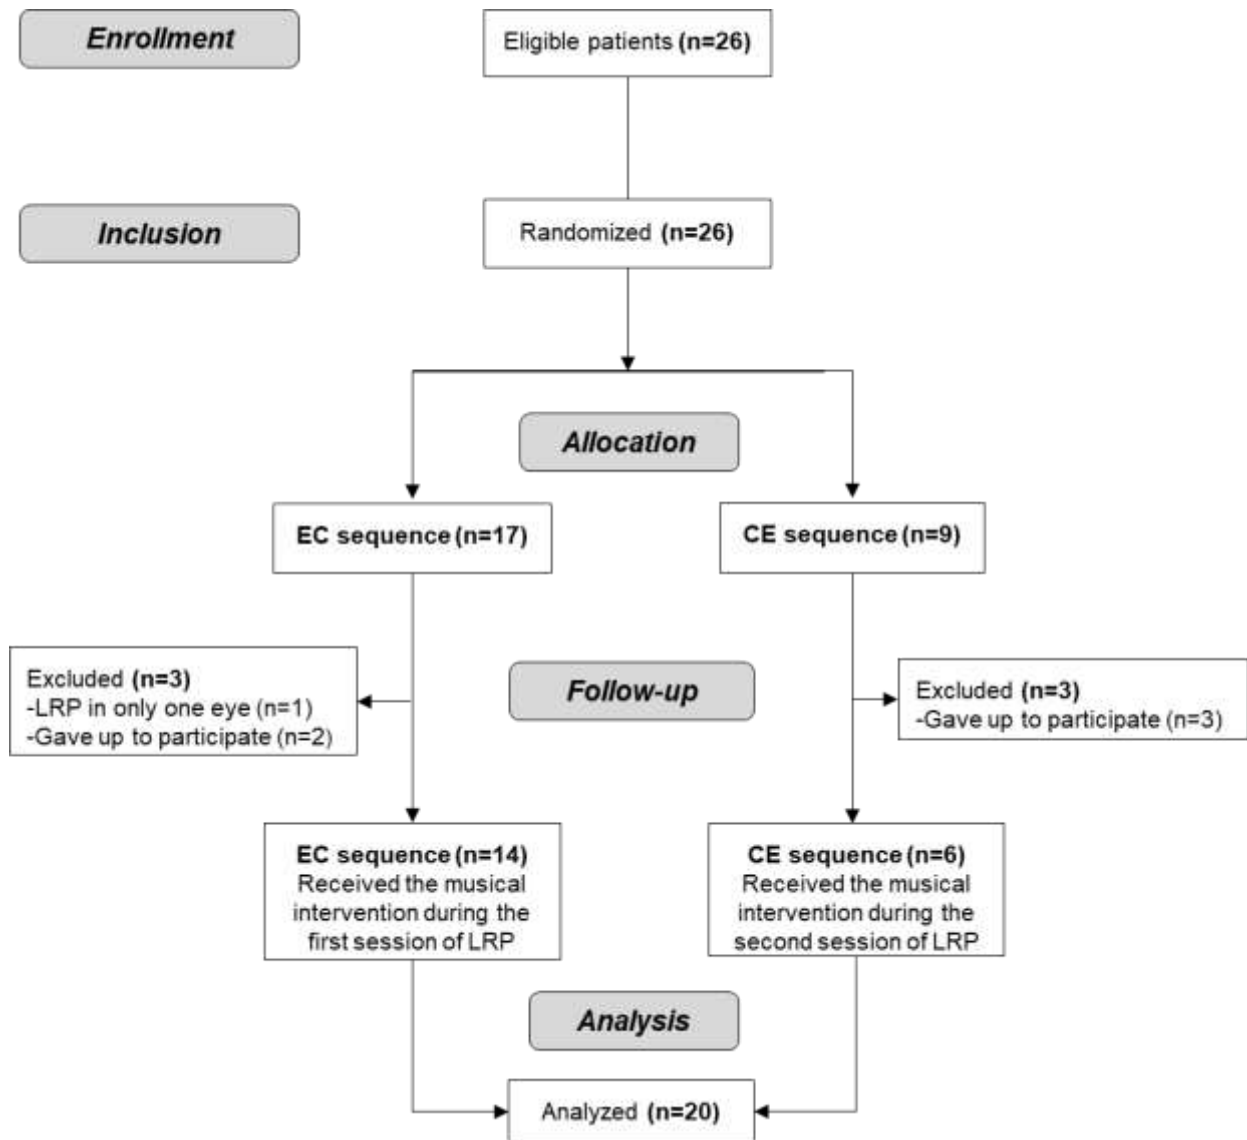 Enrollment
Eligible patients (n=26)
Inclusion
Randomized (n=26)
Allocation
EC sequence (n=17)
CE sequence (n=9)
Excluded (n=3)
-LRP in only one eye (n=1)
-Gave up to participate (n=2)
Follow-up
Excluded (n=3)
-Gave up to participate (n=3)
EC sequence (n=14)
Received the musical
intervention during the
first session of LRP
CE sequence (n=6)
Received the musical
intervention during the
second session of LRP
Analysis
Analyzed (n=20)